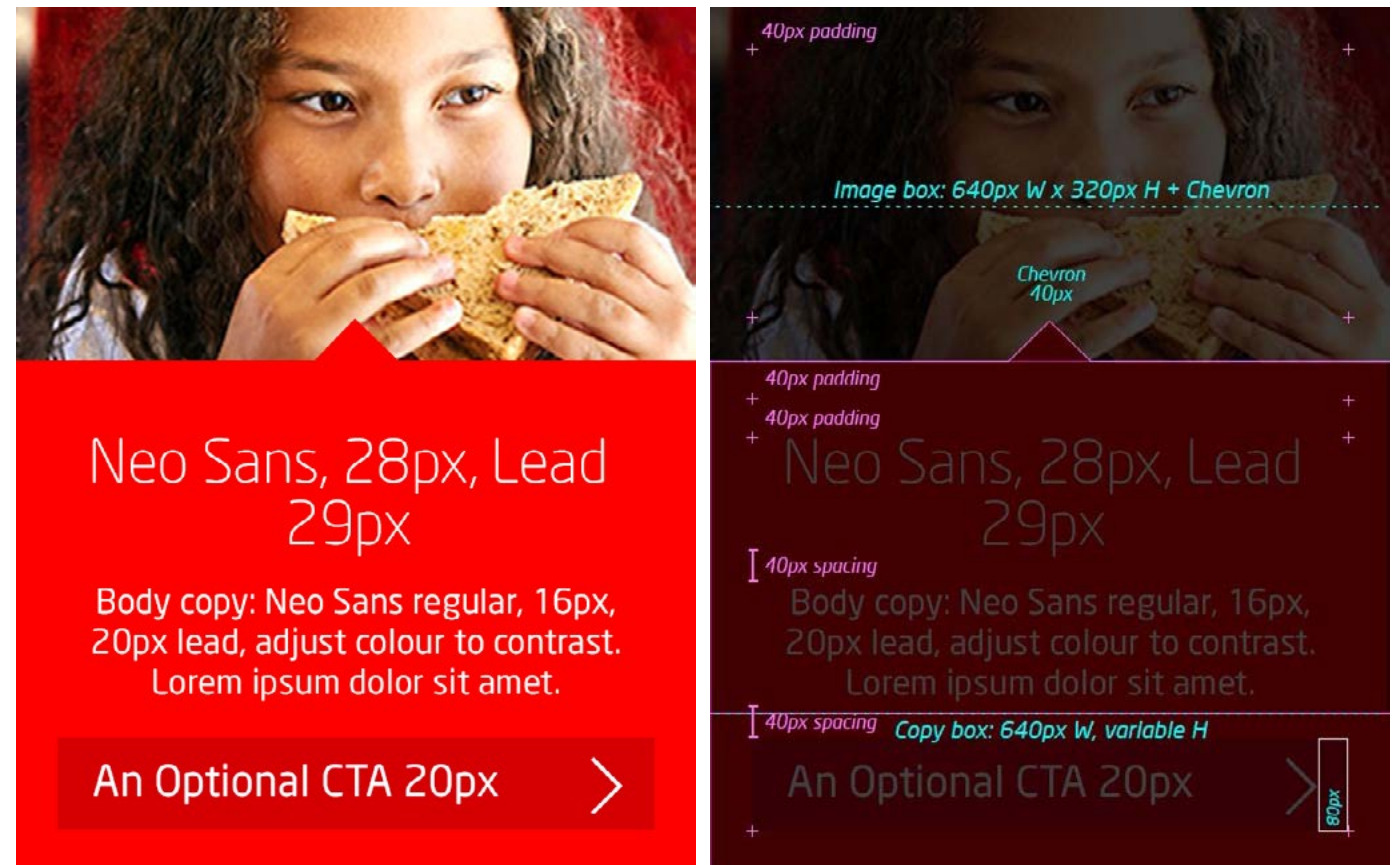 Neo Sans, 28px, Lead
29px
Body copy: Neo Sans regular, 16px,
20px lead, adjust colour to contrast.
Lorem ipsum dolor sit amet.
An Optional CTA 20px
40px padding
Image box: 640px W x 320px H + Chevron
Chevron
40px
40px padding
40px padding
Neo Sans, 28px, Lead
29px
40px spacing
Body copy: Neo Sans regular, 16px,
20px lead, adjust colour to contrast.
Lorem ipsum dolor sit amet.
40px spacing
Copy box: 640px W, variable H
An Optional CTA 20px
80px